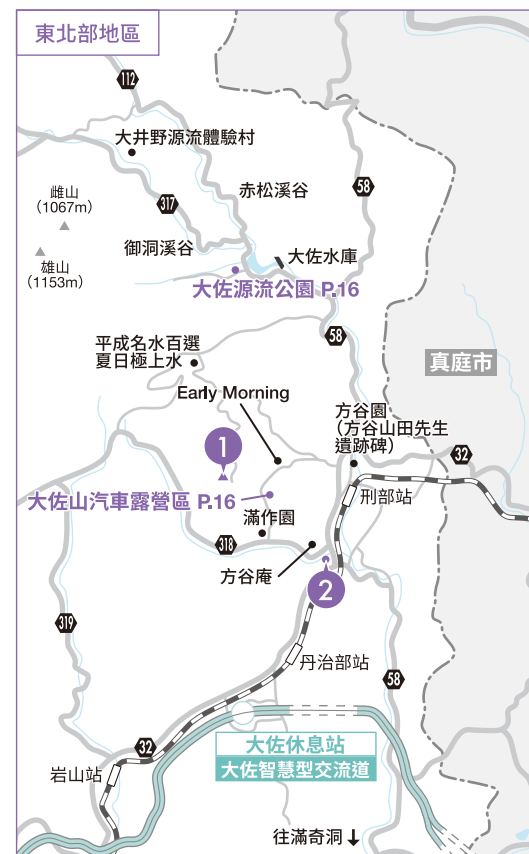 東北部地區
112
大井野源流體驗村
58
赤松溪谷
雌山
（1067m）
317
御洞溪谷
大佐水庫
雄山
（1153m）
大佐源流公園 P.16
58
平成名水百選
夏日極上水
真庭市
Early Morning
方谷園
（方谷山田先生
遺跡碑）
1
32
大佐山汽車露營區 P.16
刑部站
滿作園
318
方谷庵
2
319
丹治部站
58
32
大佐休息站
大佐智慧型交流道
岩山站
往滿奇洞